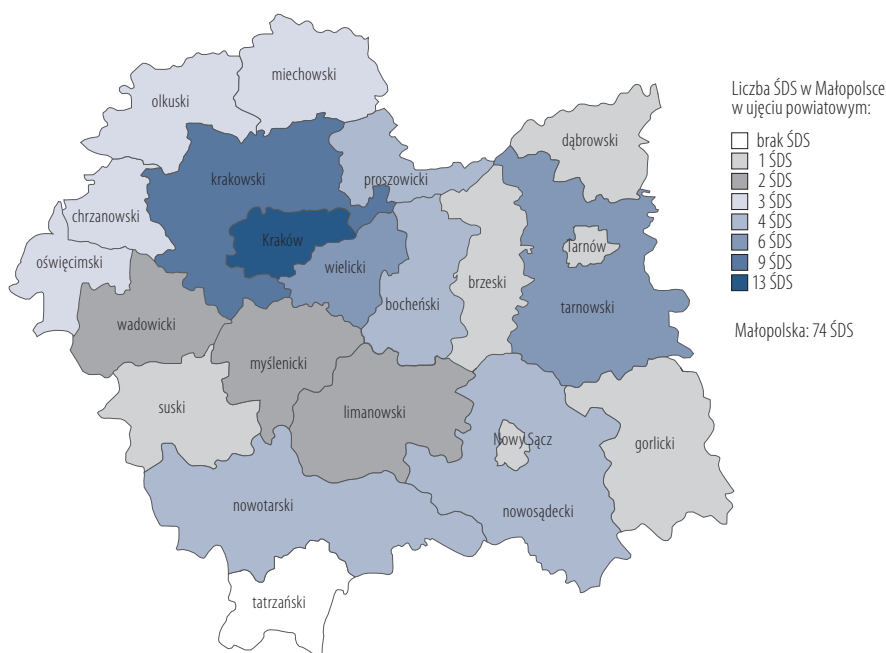 miechowski
olkuski
Liczba ŚDS w Małopolsce
w ujęciu powiatowym:
dąbrowski
brak ŚDS
1 ŚDS
2 ŚDS
3 ŚDS
4 ŚDS
6 ŚDS
9 ŚDS
13 ŚDS
krakowski
proszowicki
chrzanowski
Kraków
Tarnów
oświęcimski
wielicki
brzeski
bocheński
tarnowski
wadowicki
Małopolska: 74 ŚDS
myślenicki
suski
limanowski
Nowy Sącz
gorlicki
nowotarski
nowosądecki
tatrzański